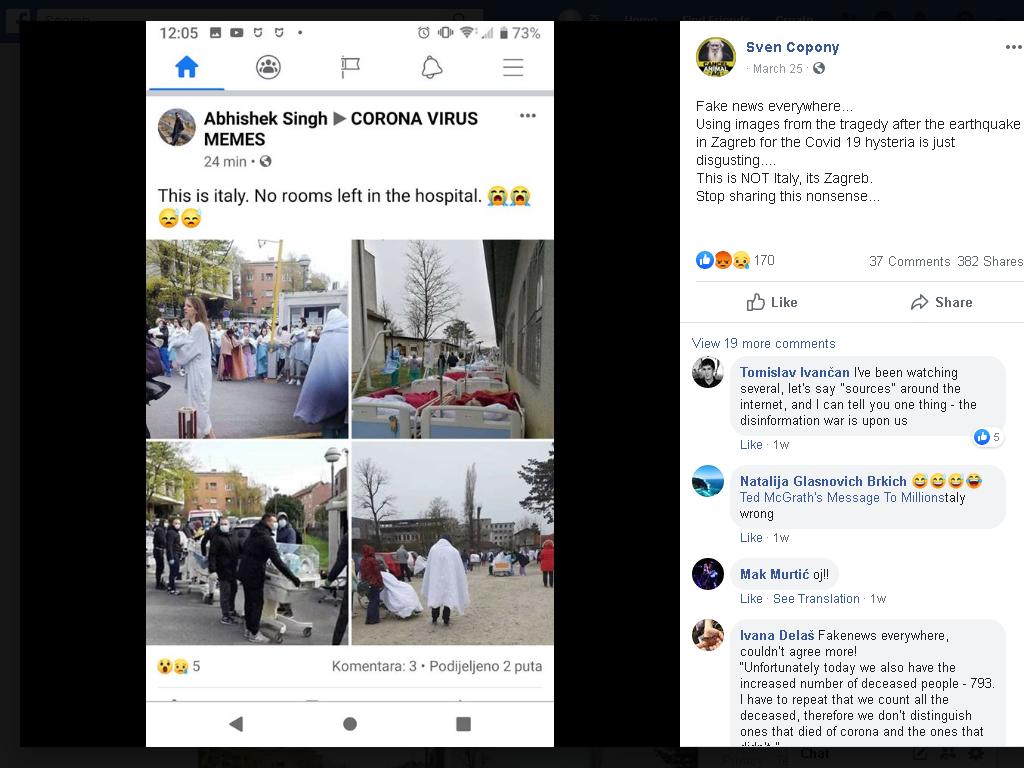 12:05
73%
Abhishek Singh ▶ CORONA VIRUS
MEMES
24 min ·
This is italy. No rooms left in the hospital. 😭😭
😓😓
5
Komentara: 3 • Podijeljeno 2 puta
Sven Copony
· March 25 ·
Fake news everywhere...
Using images from the tragedy after the earthquake
in Zagreb for the Covid 19 hysteria is just
disgusting....
This is NOT Italy, its Zagreb.
Stop sharing this nonsense...
170
37 Comments 382 Shares
Like
Share
View 19 more comments
Tomislav Ivančan I've been watching
several, let's say "sources" around the
internet, and I can tell you one thing - the
disinformation war is upon us
5
Like · 1w
Natalija Glasnovich Brkich 😅😅😅😂
Ted McGrath's Message To Millionstaly
wrong
Like · 1w
Mak Murtić oj!!
Like · See Translation · 1w
Ivana Delaš Fakenews everywhere,
couldn't agree more!
"Unfortunately today we also have the
increased number of deceased people - 793.
I have to repeat that we count all the
deceased, therefore we don't distinguish
ones that died of corona and the ones that
didn't."
Chat